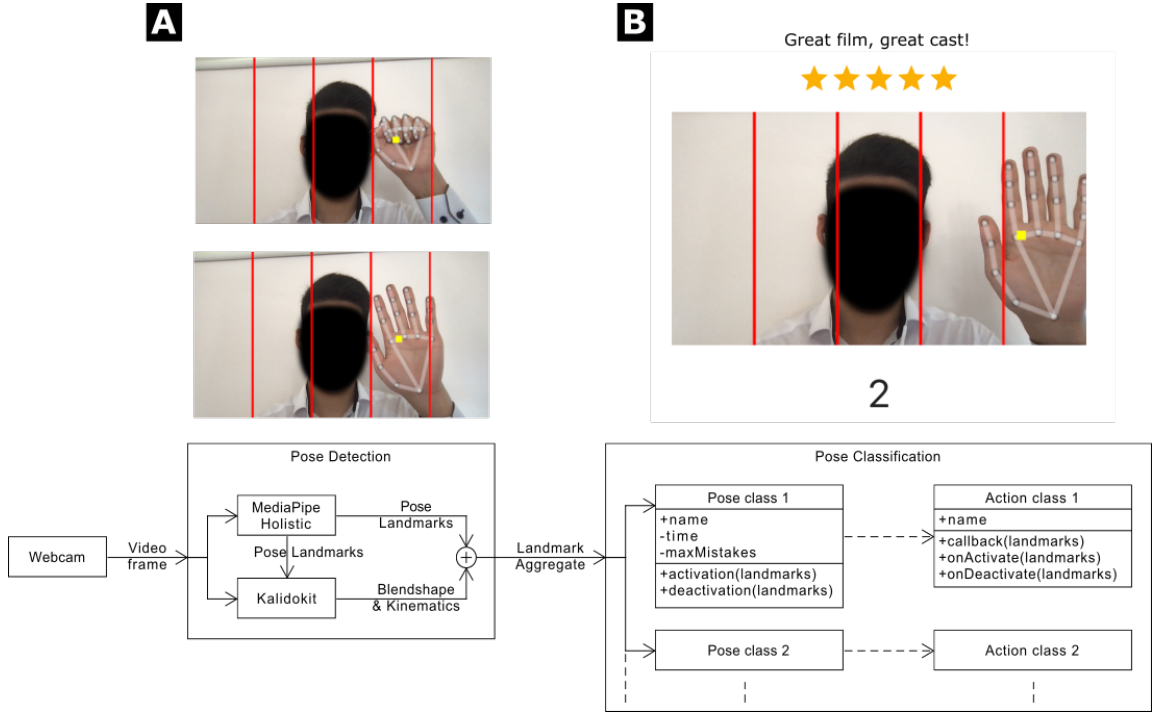 A
B
Great film, great cast!
2
Pose Detection
MediaPipe
Holistic
Pose
Landmarks
Webcam
Video
frame
Pose Landmarks
Kalidokit
Blendshape
& Kinematics
+
Landmark
Aggregate
Pose Classification
Pose class 1
+name
-time
-maxMistakes
+activation(landmarks)
+deactivation(landmarks)
Action class 1
+name
+callback(landmarks)
+onActivate(landmarks)
+onDeactivate(landmarks)
Pose class 2
Action class 2